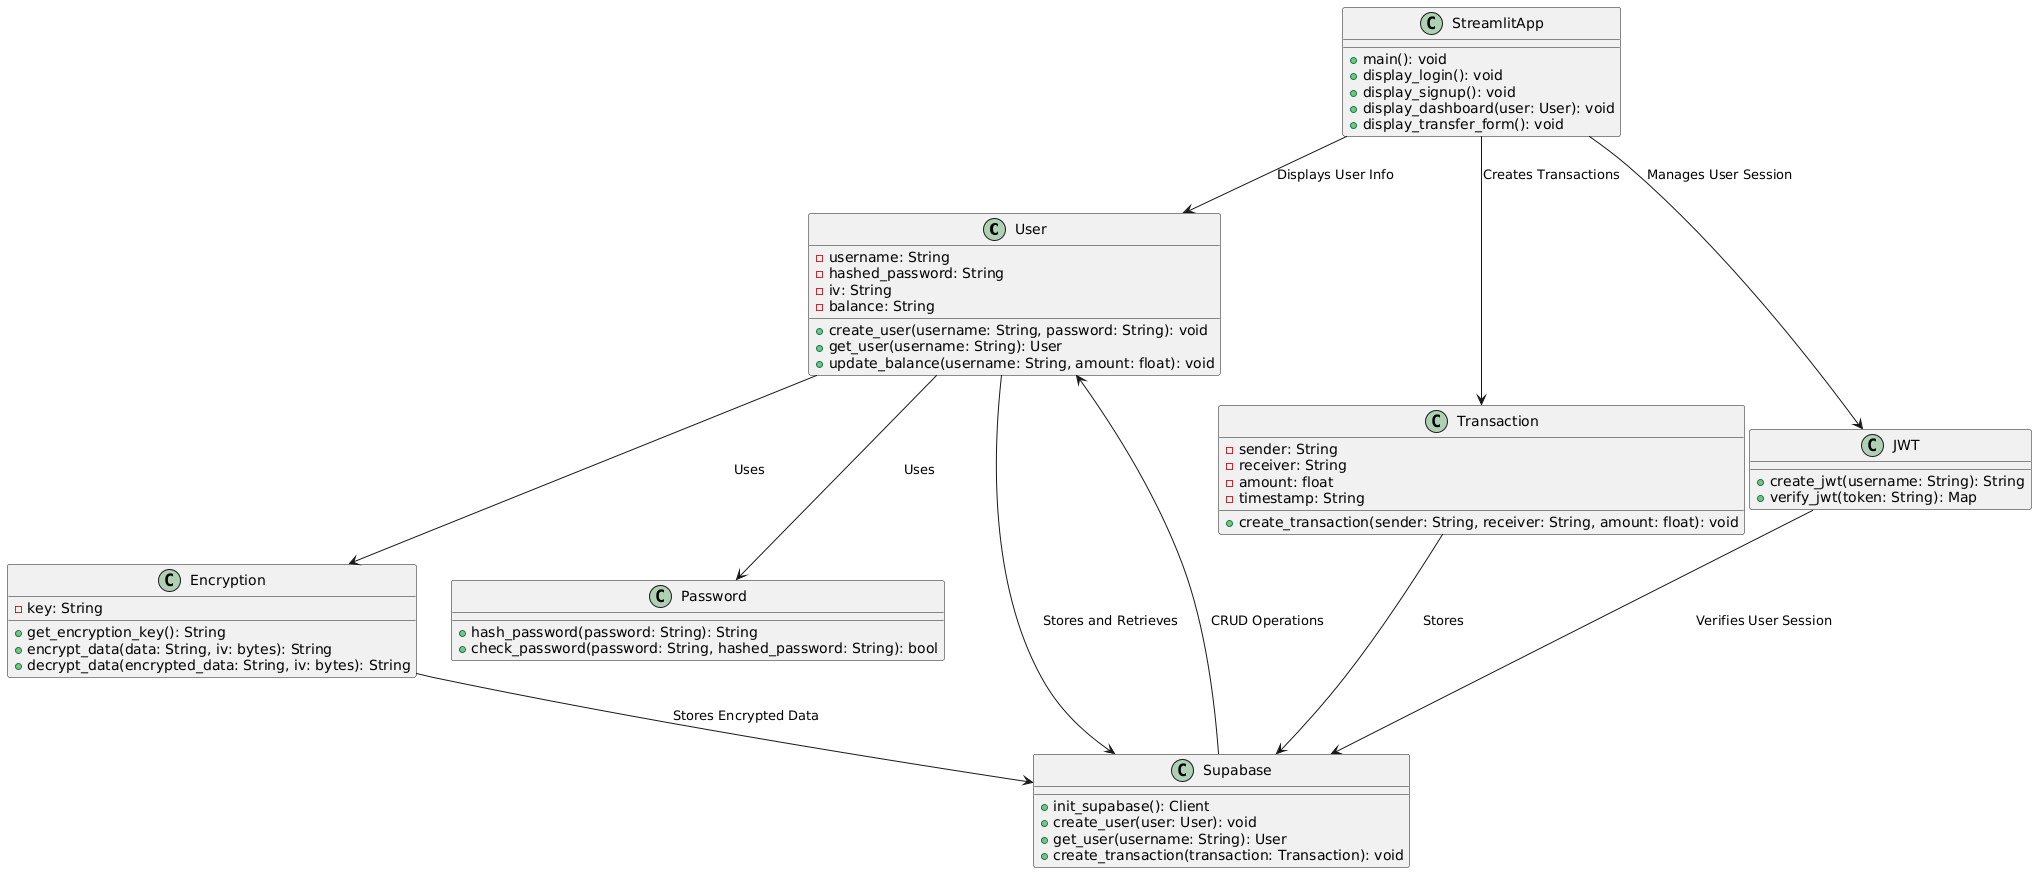 C StreamlitApp
main(): void
display_login(): void
display_signup(): void
display_dashboard(user: User): void
display_transfer_form(): void
Displays User Info
Creates Transactions
Manages User Session
C User
username: String
hashed_password: String
iv: String
balance: String
create_user(username: String, password: String): void
get_user(username: String): User
update_balance(username: String, amount: float): void
C Transaction
sender: String
receiver: String
amount: float
timestamp: String
create_transaction(sender: String, receiver: String, amount: float): void
C JWT
create_jwt(username: String): String
verify_jwt(token: String): Map
Uses
Uses
C Encryption
key: String
get_encryption_key(): String
encrypt_data(data: String, iv: bytes): String
decrypt_data(encrypted_data: String, iv: bytes): String
C Password
hash_password(password: String): String
check_password(password: String, hashed_password: String): bool
Stores and Retrieves
CRUD Operations
Stores
Verifies User Session
Stores Encrypted Data
C Supabase
init_supabase(): Client
create_user(user: User): void
get_user(username: String): User
create_transaction(transaction: Transaction): void